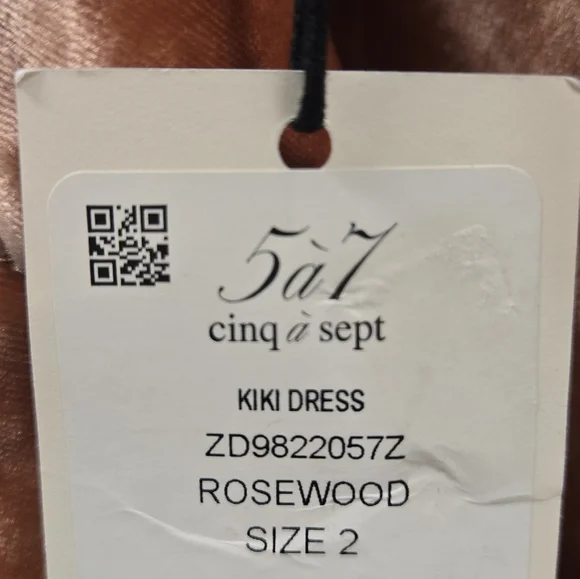 5à7
cinq à sept
KIKI DRESS
ZD9822057Z
ROSEWOOD
SIZE 2